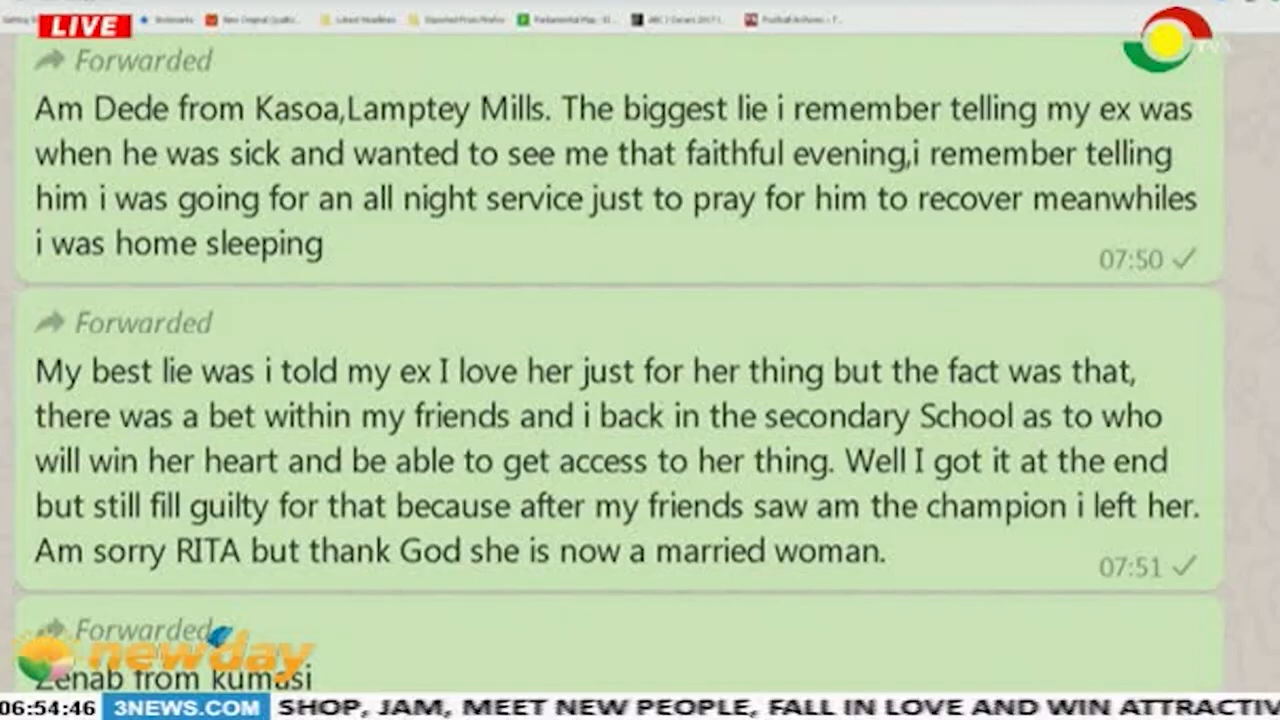 LIVE
Bookmarks
Latest Headlines
Forwarded
Am Dede from Kasoa,Lamptey Mills. The biggest lie i remember telling my ex was
when he was sick and wanted to see me that faithful evening,i remember telling
him i was going for an all night service just to pray for him to recover meanwhiles
i was home sleeping
07:50
Forwarded
My best lie was i told my ex I love her just for her thing but the fact was that,
there was a bet within my friends and i back in the secondary School as to who
will win her heart and be able to get access to her thing. Well I got it at the end
but still fill guilty for that because after my friends saw am the champion i left her.
Am sorry RITA but thank God she is now a married woman.
07:51
Forwarded
newday
Zenab from kumasi
06:54:46 3NEWS.COM SHOP, JAM, MEET NEW PEOPLE, FALL IN LOVE AND WIN ATTRACTIV